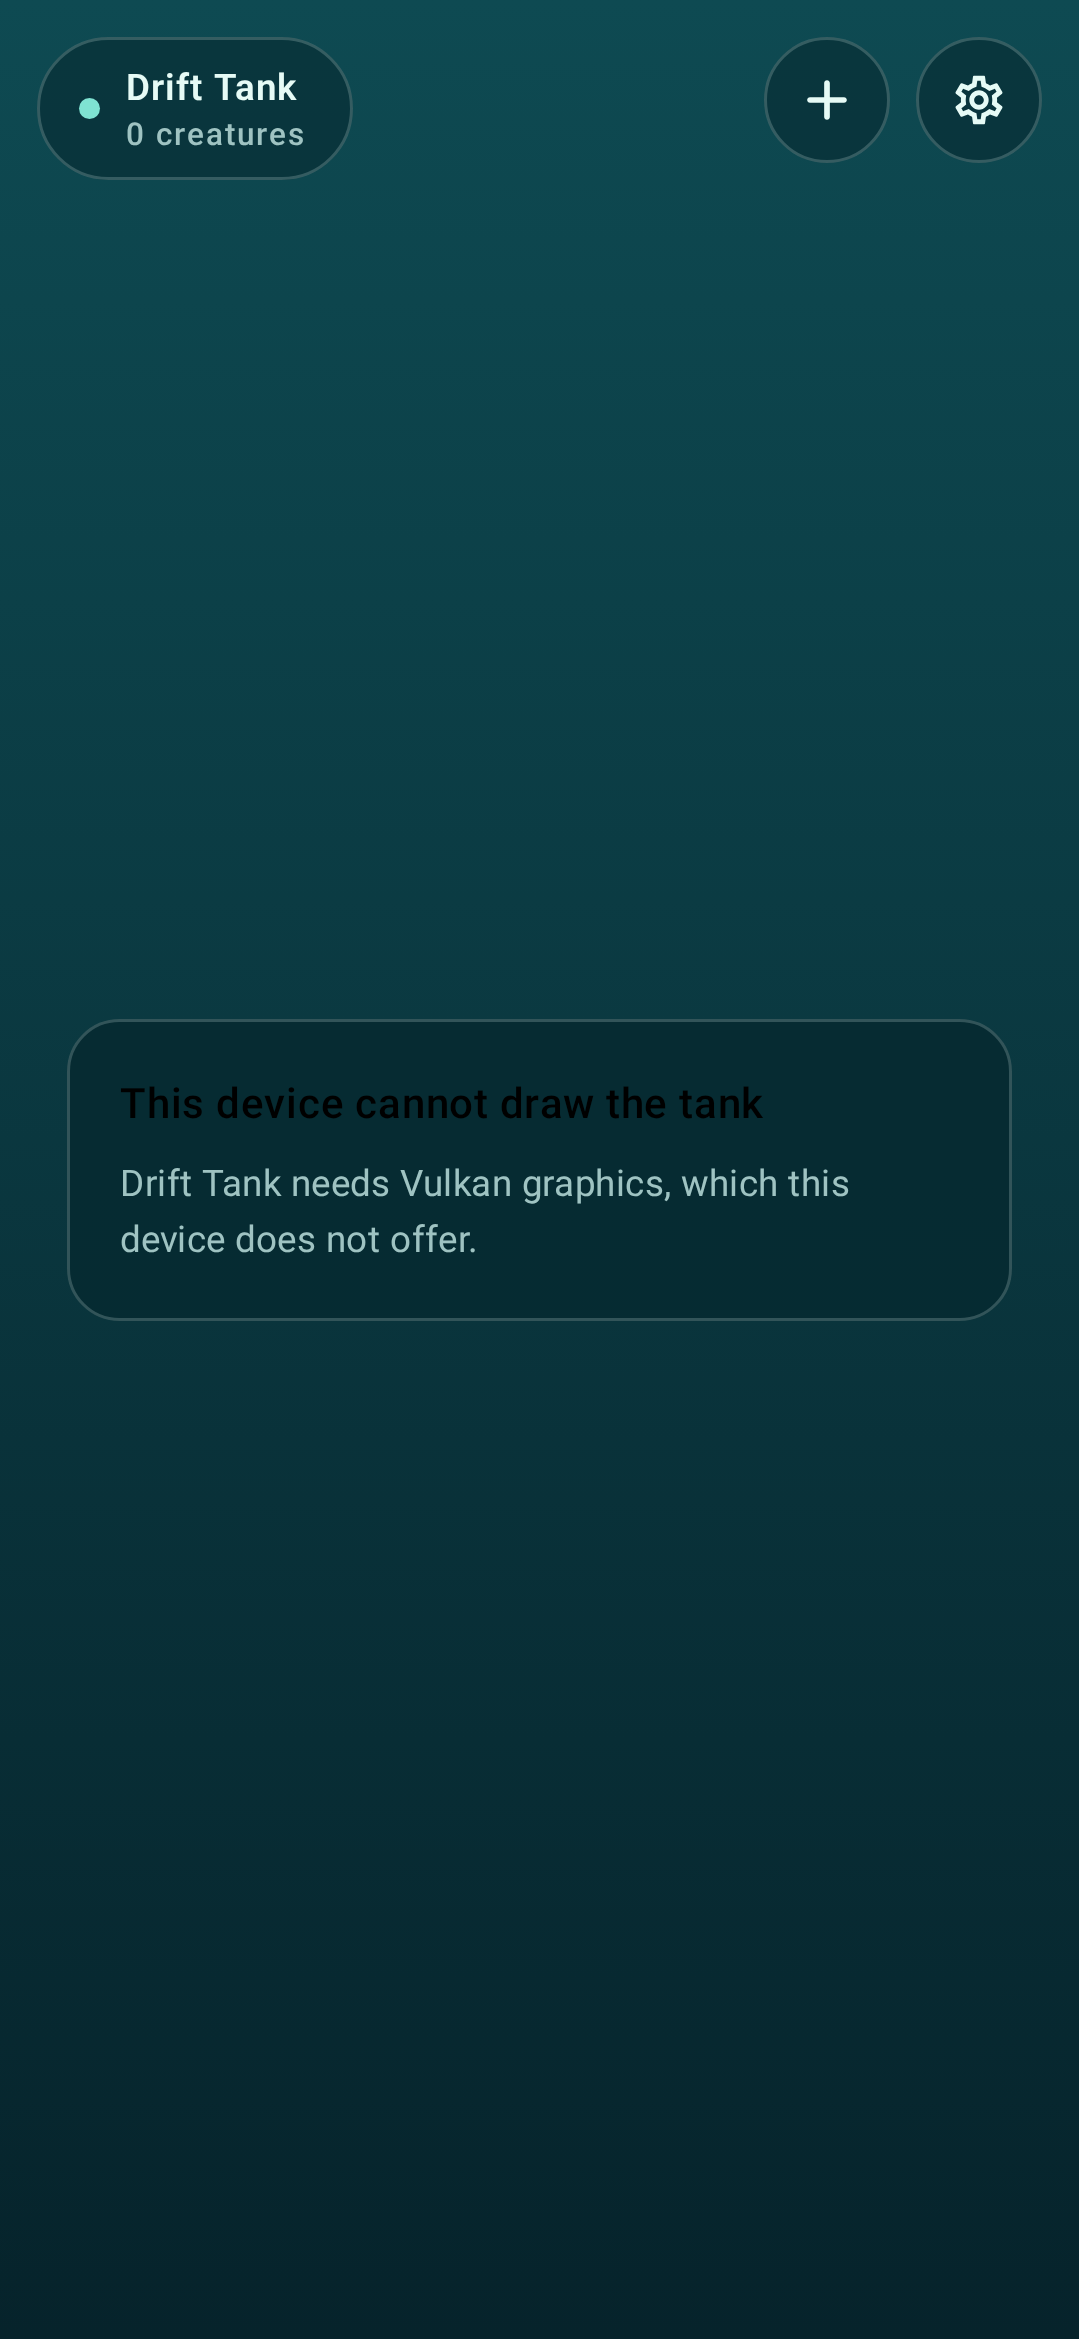 Drift Tank
0 creatures
This device cannot draw the tank
Drift Tank needs Vulkan graphics, which this
device does not offer.